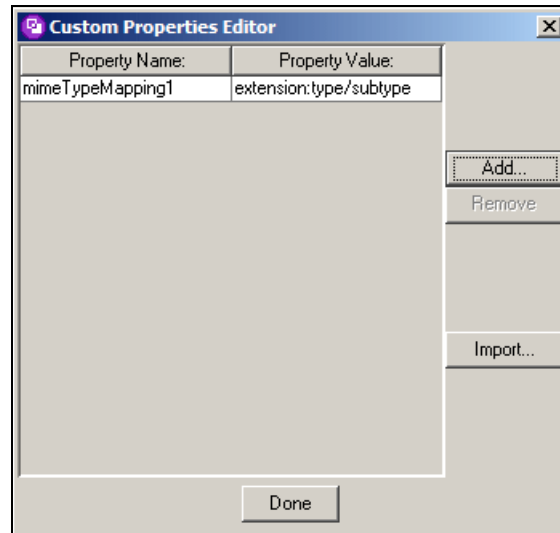 Custom Properties Editor
Property Name: Property Value:
mimeTypeMapping1 extension:type/subtype
Add...
Remove
Import...
Done